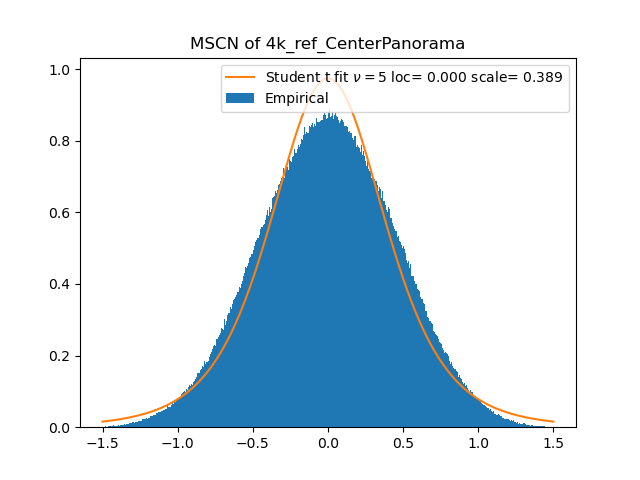 MSCN of 4k_ref_CenterPanorama
Student-t fit ν = 5 loc= 0.000 scale= 0.389
Empirical
1.0
0.8
0.6
0.4
0.2
0.0
−1.5 −1.0 −0.5 0.0 0.5 1.0 1.5